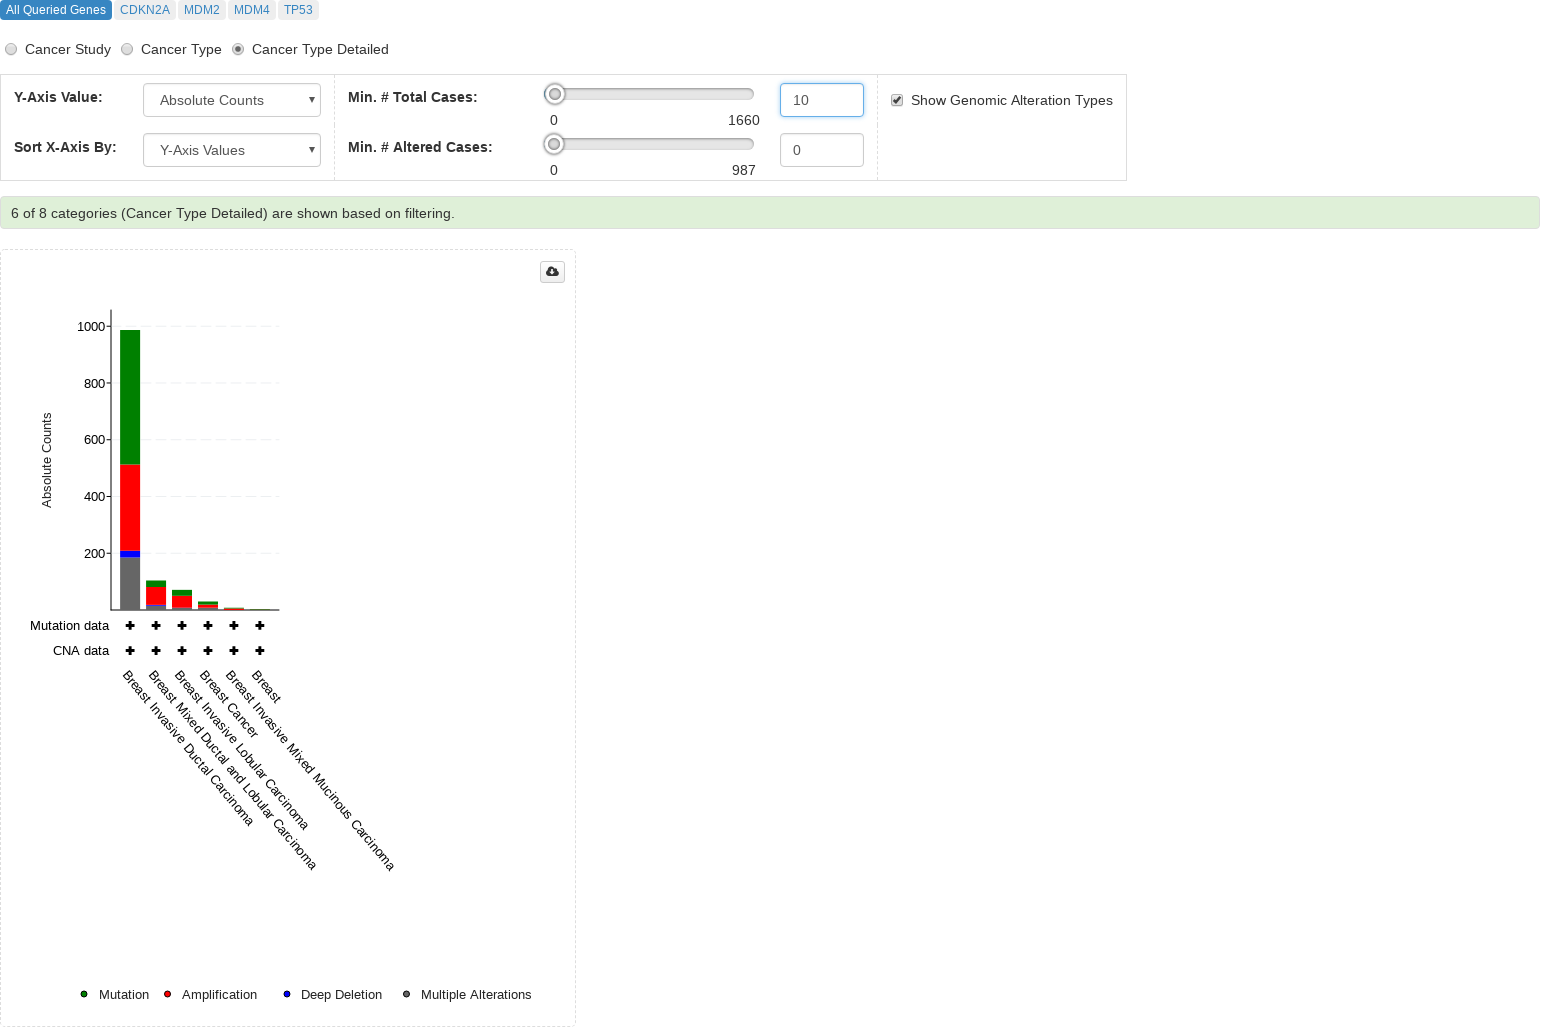 All Queried Genes CDKN2A MDM2 MDM4 TP53
Cancer Study Cancer Type Cancer Type Detailed
Y-Axis Value: Absolute Counts Min. # Total Cases: 10 Show Genomic Alteration Types
0 1660
Sort X-Axis By: Y-Axis Values Min. # Altered Cases: 0
0 987
6 of 8 categories (Cancer Type Detailed) are shown based on filtering.
Absolute Counts
1000
800
600
400
200
Mutation data
CNA data
Breast Invasive Ductal Carcinoma
Breast Mixed Ductal and Lobular Carcinoma
Breast Invasive Lobular Carcinoma
Breast Cancer
Breast Invasive Mixed Mucinous Carcinoma
Breast
Mutation Amplification Deep Deletion Multiple Alterations